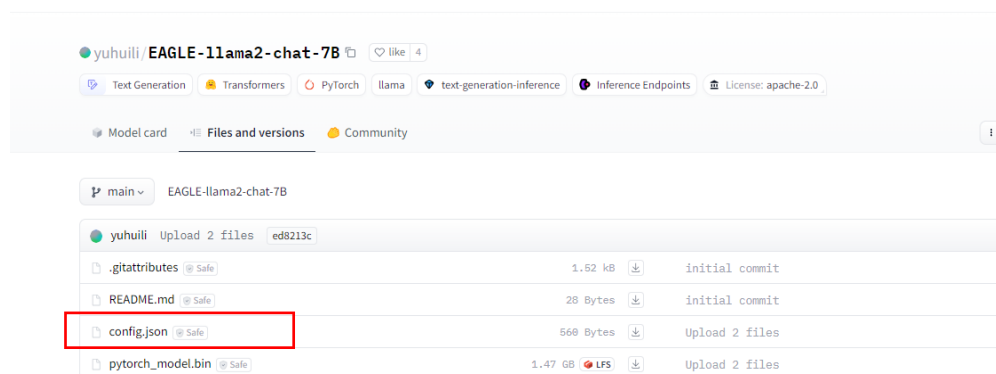 yuhuili/EAGLE-llama2-chat-7B like 4
Text Generation Transformers PyTorch llama text-generation-inference Inference Endpoints License: apache-2.0
Model card Files and versions Community
main EAGLE-llama2-chat-7B
yuhuili Upload 2 files ed8213c
.gitattributes Safe 1.52 kB initial commit
README.md Safe 28 Bytes initial commit
config.json Safe 560 Bytes Upload 2 files
pytorch_model.bin Safe 1.47 GB LFS Upload 2 files